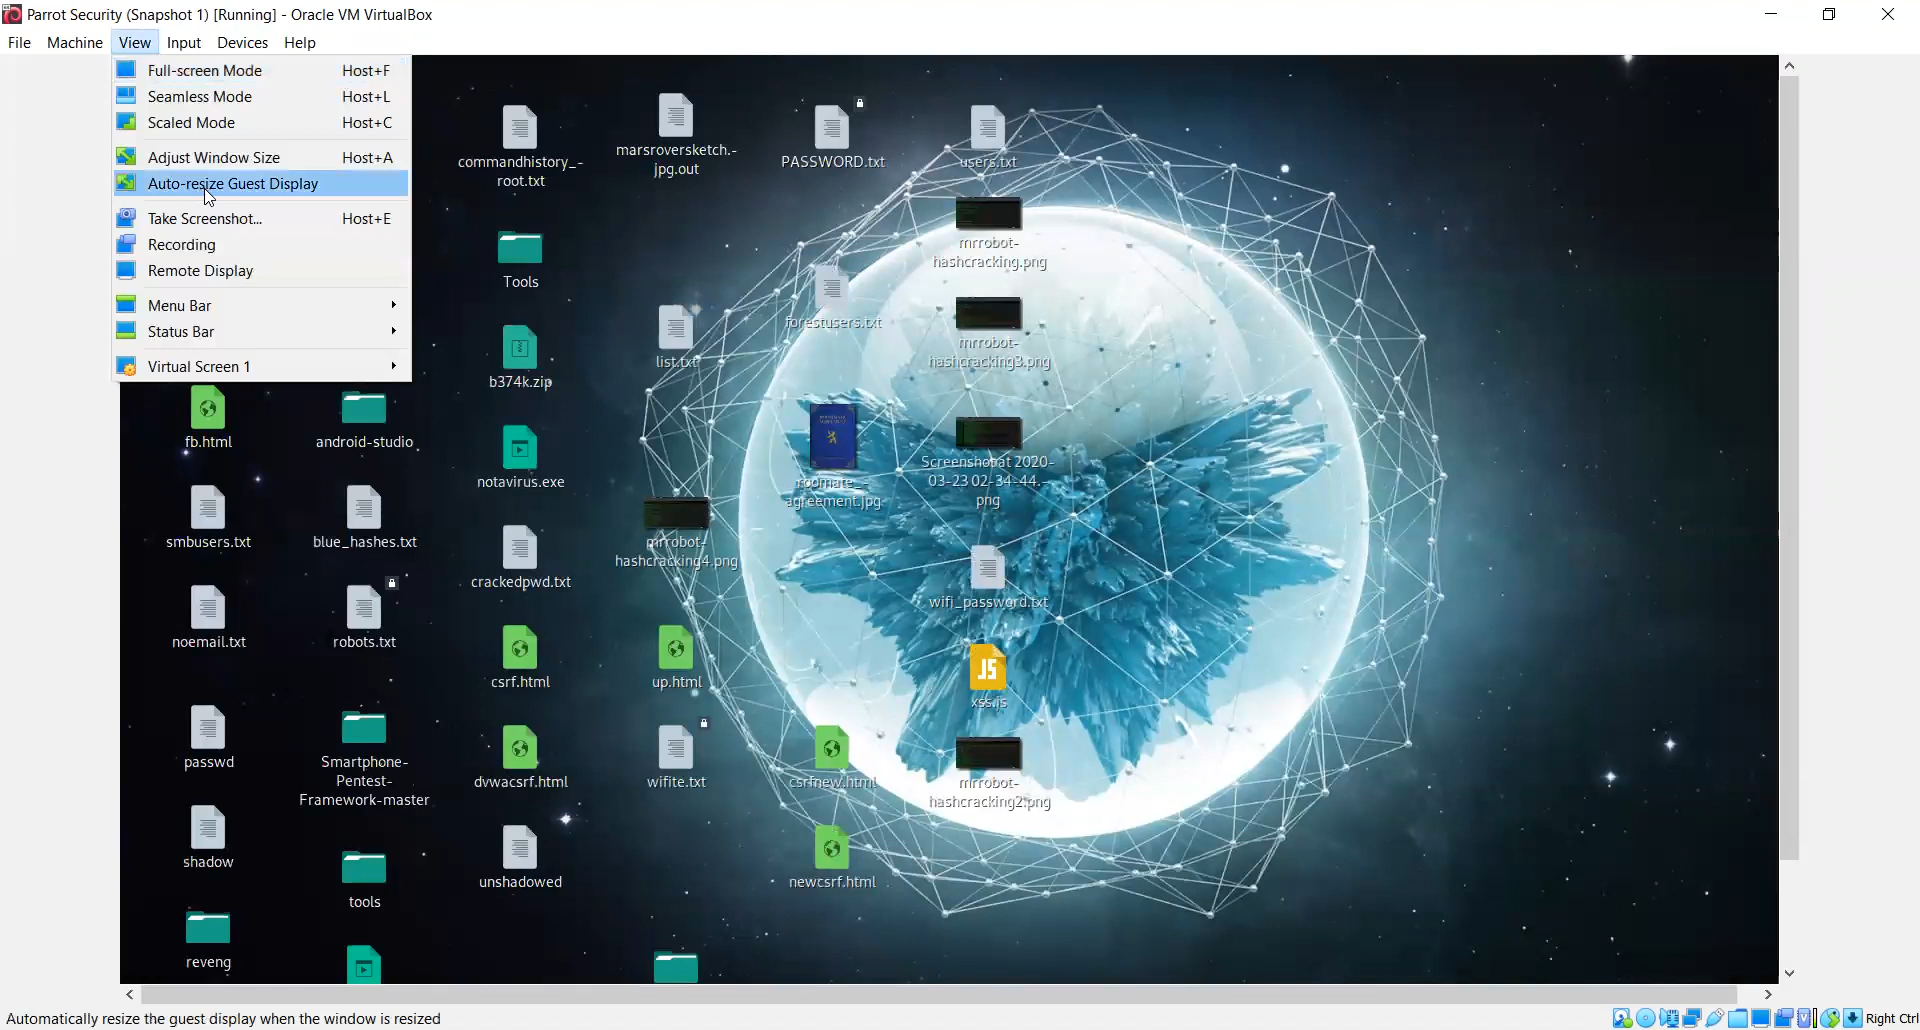 Parrot Security (Snapshot 1) [Running] - Oracle VM VirtualBox
File Machine View Input Devices Help
Full-screen Mode Host+F
Seamless Mode Host+L
Scaled Mode Host+C
Adjust Window Size Host+A
Auto-resize Guest Display
Take Screenshot... Host+E
Recording
Remote Display
Menu Bar
Status Bar
Virtual Screen 1
fb.html
smbusers.txt
noemail.txt
passwd
shadow
reveng
android-studio
blue_hashes.txt
robots.txt
Smartphone-
Pentest-
Framework-master
tools
commandhistory_-
root.txt
Tools
b374k.zip
notavirus.exe
crackedpwd.txt
csrf.html
dvwacsrf.html
unshadowed
marsroversketch.-
jpg.out
list.txt
mrrobot-
hashcracking4.png
up.html
wifite.txt
PASSWORD.txt
forestusers.txt
roomate_-
agreement.jpg
csrfnew.html
newcsrf.html
users.txt
mrrobot-
hashcracking.png
mrrobot-
hashcracking3.png
Screenshotat 2020-
03-23 02-34-44.-
png
wifi_password.txt
JS
xss.js
mrrobot-
hashcracking2.png
Automatically resize the guest display when the window is resized
Right Ctrl